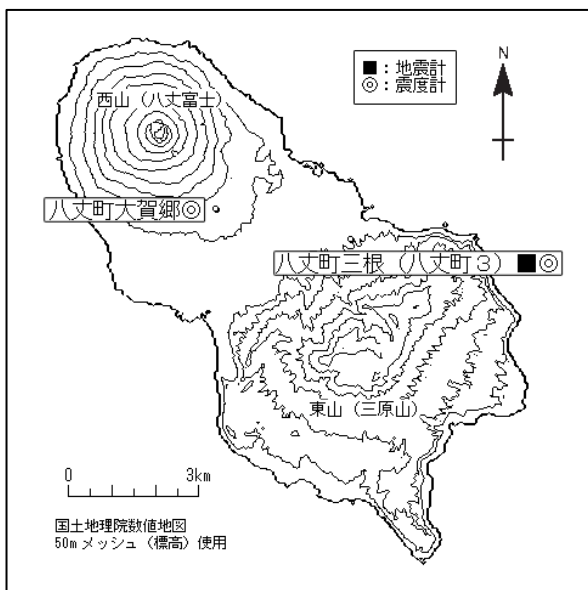 ■：地震計
◎：震度計
N
西山（八丈富士）
八丈町大賀郷◎
八丈町三根（八丈町３）■◎
東山（三原山）
0 3km
国土地理院数値地図
50mメッシュ（標高）使用